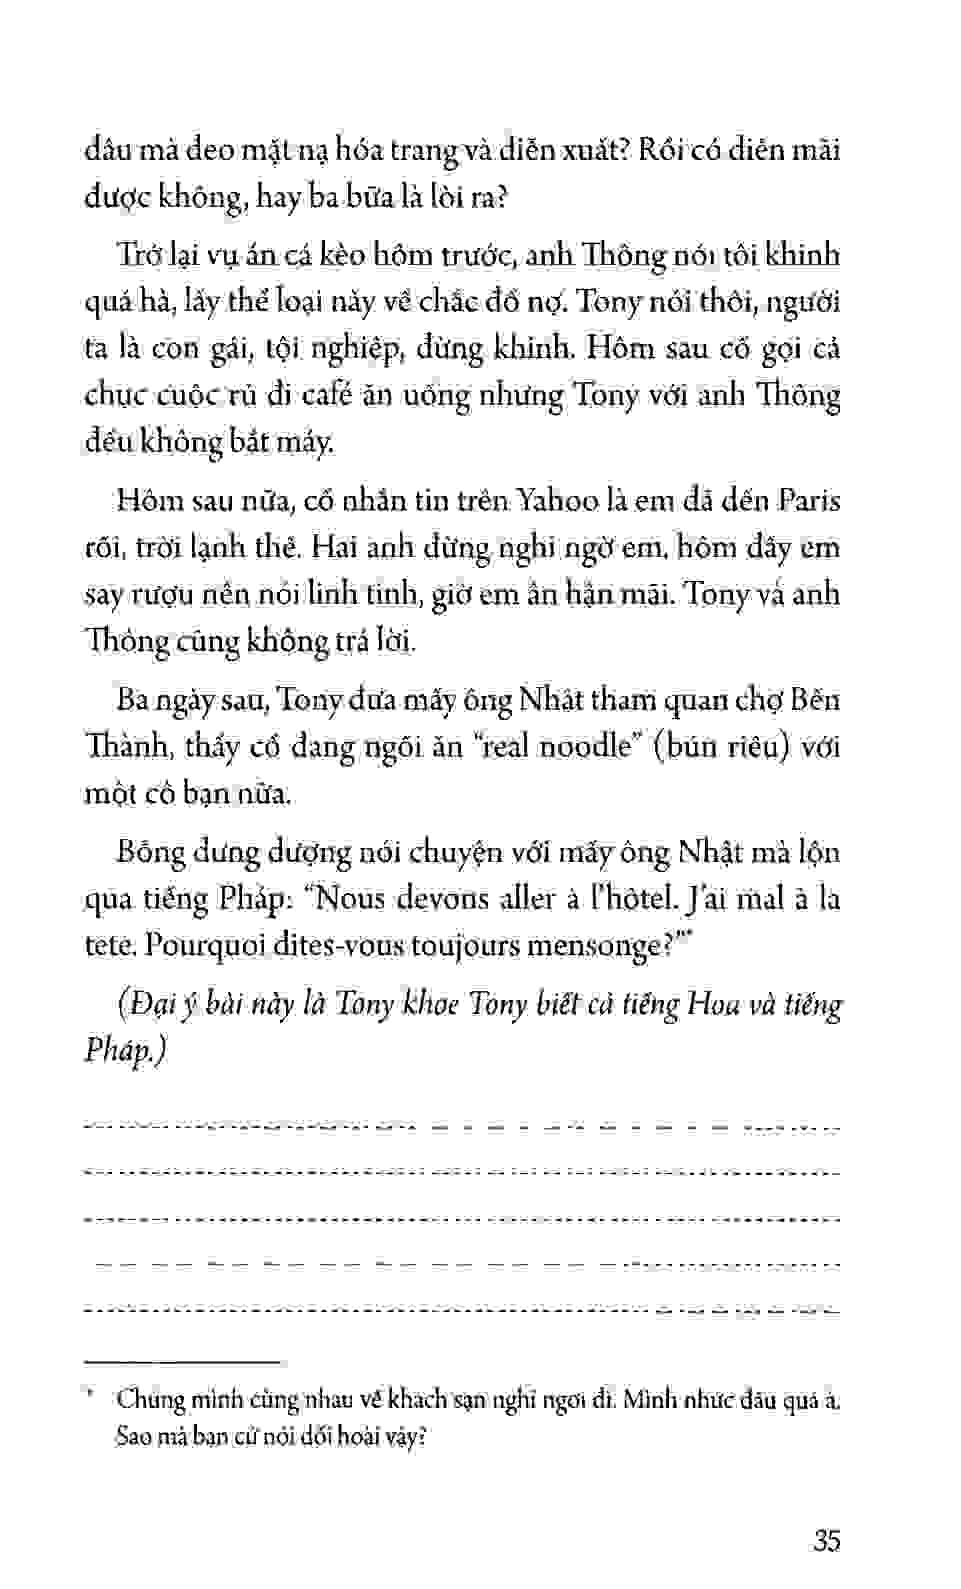 đâu mà đeo mặt nạ hóa trang và diễn xuất? Rồi có diễn mãi
được không, hay ba bữa là lòi ra?
Trở lại vụ án cá kèo hôm trước, anh Thông nói tôi khinh
quá hà, lấy thể loại này về chắc đổ nợ. Tony nói thôi, người
ta là con gái, tội nghiệp, đừng khinh. Hôm sau cổ gọi cả
chục cuộc rủ đi café ăn uống nhưng Tony với anh Thông
đều không bắt máy.
Hôm sau nữa, cổ nhắn tin trên Yahoo là em đã đến Paris
rồi, trời lạnh thế. Hai anh đừng nghi ngờ em, hôm đấy em
say rượu nên nói linh tinh, giờ em ân hận mãi. Tony và anh
Thông cũng không trả lời.
Ba ngày sau, Tony đưa mấy ông Nhật tham quan chợ Bến
Thành, thấy cổ đang ngồi ăn “real noodle” (bún riêu) với
một cô bạn nữa.
Bỗng dưng dượng nói chuyện với mấy ông Nhật mà lộn
qua tiếng Pháp: “Nous devons aller à l’hôtel. J’ai mal à la
tete. Pourquoi dites-vous toujours mensonge?”*
(Đại ý bài này là Tony khoe Tony biết cả tiếng Hoa và tiếng
Pháp.)
* Chúng mình cùng nhau về khách sạn nghỉ ngơi đi. Mình nhức đầu quá à.
Sao mà bạn cứ nói dối hoài vậy?
35